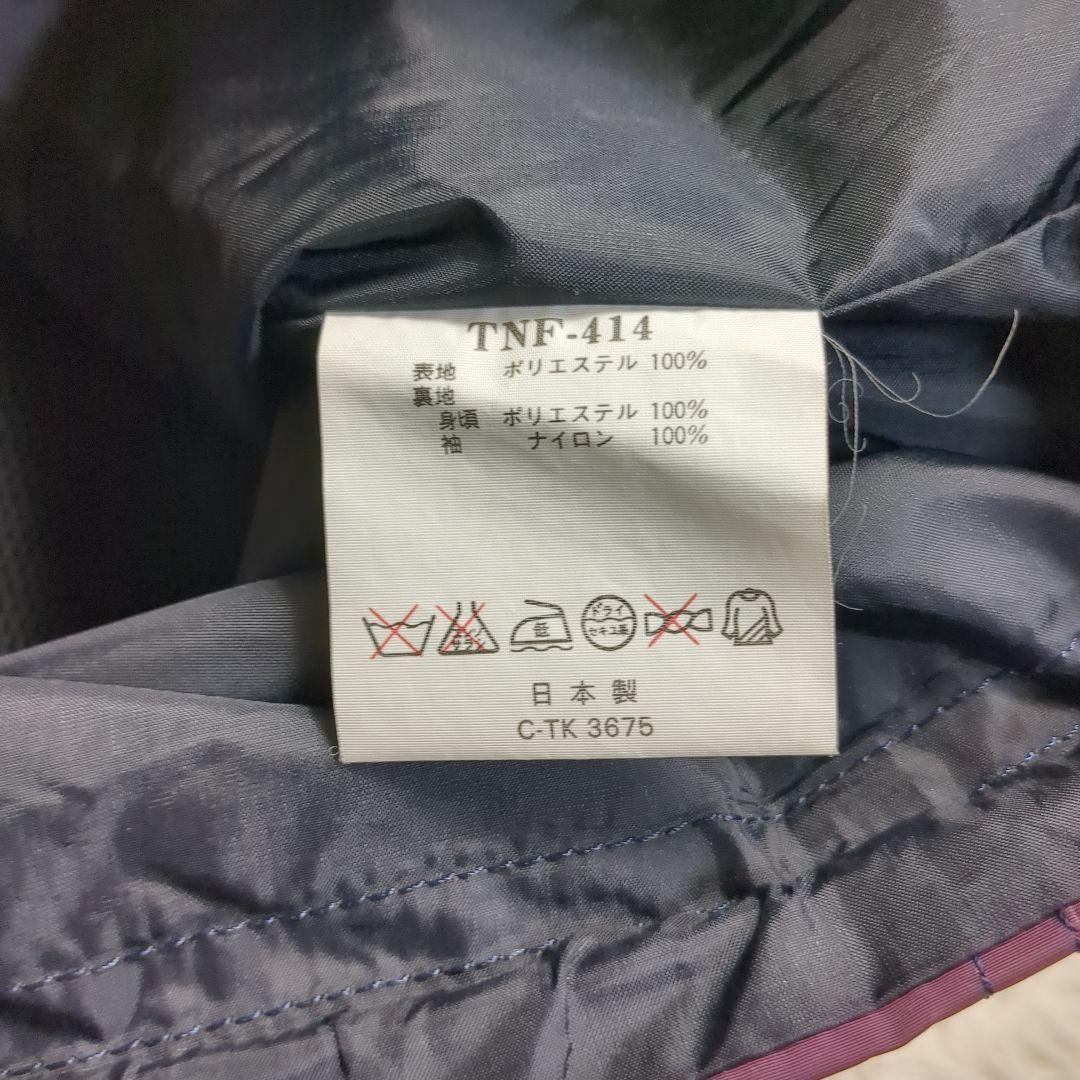 TNF-414
表地 ポリエステル 100%
裏地
身頃 ポリエステル 100%
袖 ナイロン 100%
低 ドライ
セキユ系
日本製
C-TK 3675